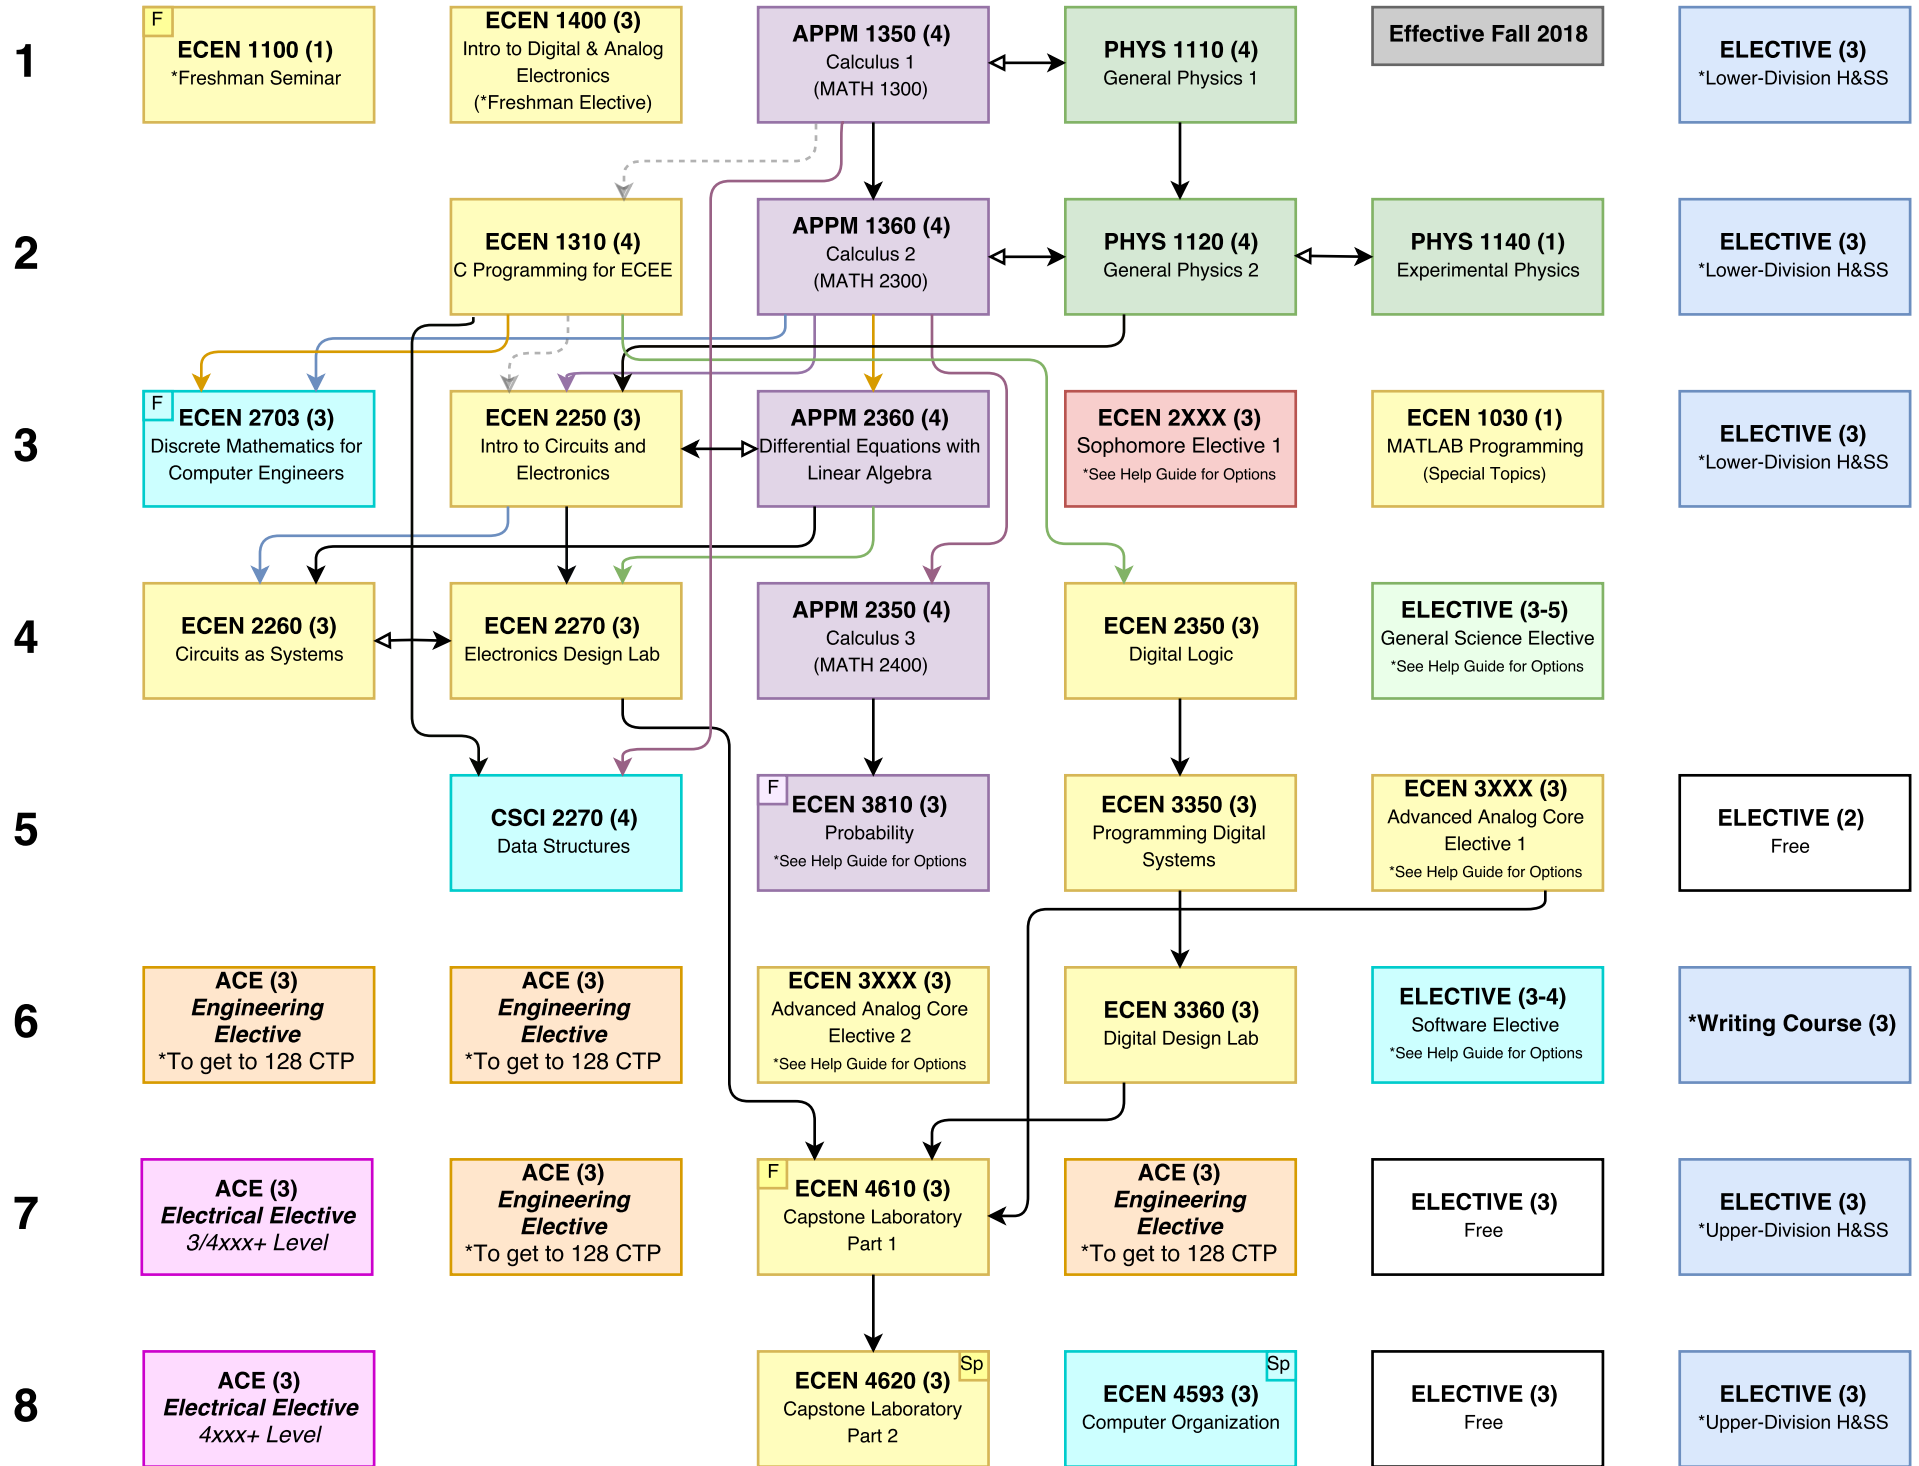 1
F
ECEN 1100 (1)
*Freshman Seminar
ECEN 1400 (3)
Intro to Digital & Analog
Electronics
(*Freshman Elective)
APPM 1350 (4)
Calculus 1
(MATH 1300)
PHYS 1110 (4)
General Physics 1
Effective Fall 2018
ELECTIVE (3)
*Lower-Division H&SS
2
ECEN 1310 (4)
C Programming for ECEE
APPM 1360 (4)
Calculus 2
(MATH 2300)
PHYS 1120 (4)
General Physics 2
PHYS 1140 (1)
Experimental Physics
ELECTIVE (3)
*Lower-Division H&SS
3
F
ECEN 2703 (3)
Discrete Mathematics for
Computer Engineers
ECEN 2250 (3)
Intro to Circuits and
Electronics
APPM 2360 (4)
Differential Equations with
Linear Algebra
ECEN 2XXX (3)
Sophomore Elective 1
*See Help Guide for Options
ECEN 1030 (1)
MATLAB Programming
(Special Topics)
ELECTIVE (3)
*Lower-Division H&SS
4
ECEN 2260 (3)
Circuits as Systems
ECEN 2270 (3)
Electronics Design Lab
APPM 2350 (4)
Calculus 3
(MATH 2400)
ECEN 2350 (3)
Digital Logic
ELECTIVE (3-5)
General Science Elective
*See Help Guide for Options
5
CSCI 2270 (4)
Data Structures
F
ECEN 3810 (3)
Probability
*See Help Guide for Options
ECEN 3350 (3)
Programming Digital
Systems
ECEN 3XXX (3)
Advanced Analog Core
Elective 1
*See Help Guide for Options
ELECTIVE (2)
Free
6
ACE (3)
Engineering
Elective
*To get to 128 CTP
ACE (3)
Engineering
Elective
*To get to 128 CTP
ECEN 3XXX (3)
Advanced Analog Core
Elective 2
*See Help Guide for Options
ECEN 3360 (3)
Digital Design Lab
ELECTIVE (3-4)
Software Elective
*See Help Guide for Options
*Writing Course (3)
7
ACE (3)
Electrical Elective
3/4xxx+ Level
ACE (3)
Engineering
Elective
*To get to 128 CTP
F
ECEN 4610 (3)
Capstone Laboratory
Part 1
ACE (3)
Engineering
Elective
*To get to 128 CTP
ELECTIVE (3)
Free
ELECTIVE (3)
*Upper-Division H&SS
8
ACE (3)
Electrical Elective
4xxx+ Level
Sp
ECEN 4620 (3)
Capstone Laboratory
Part 2
Sp
ECEN 4593 (3)
Computer Organization
ELECTIVE (3)
Free
ELECTIVE (3)
*Upper-Division H&SS